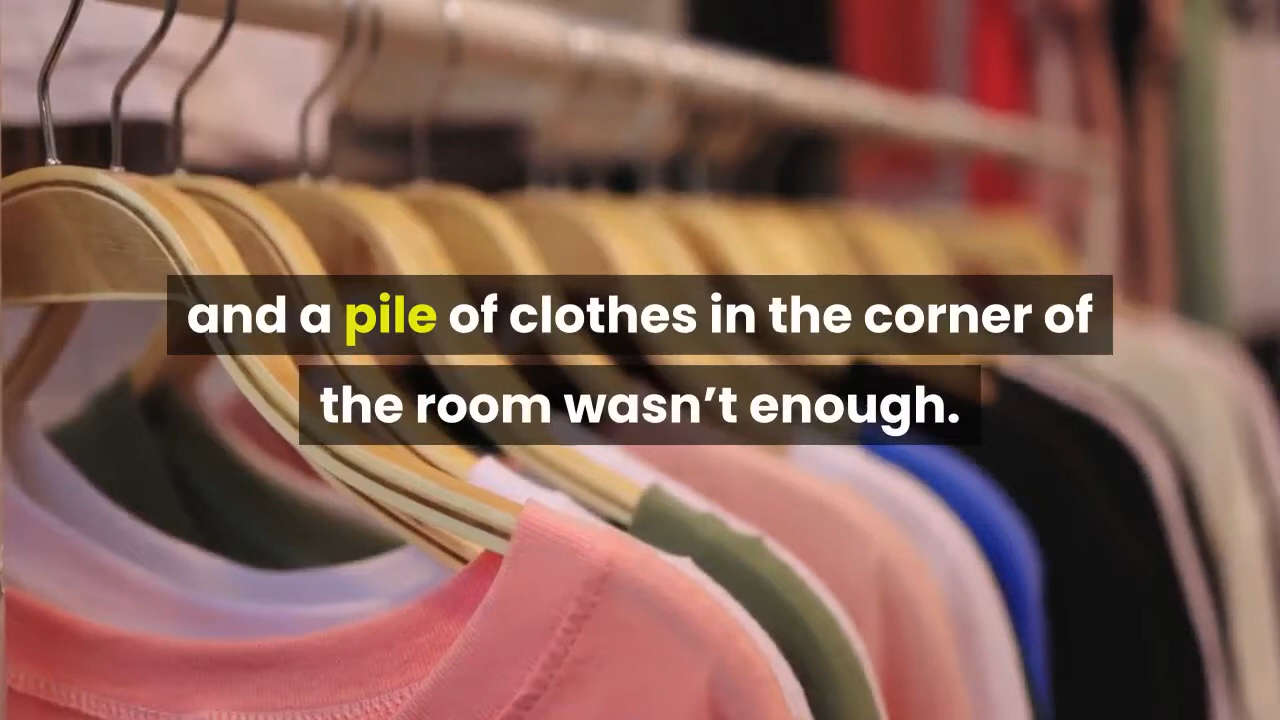 and a pile of clothes in the corner of
the room wasn’t enough.